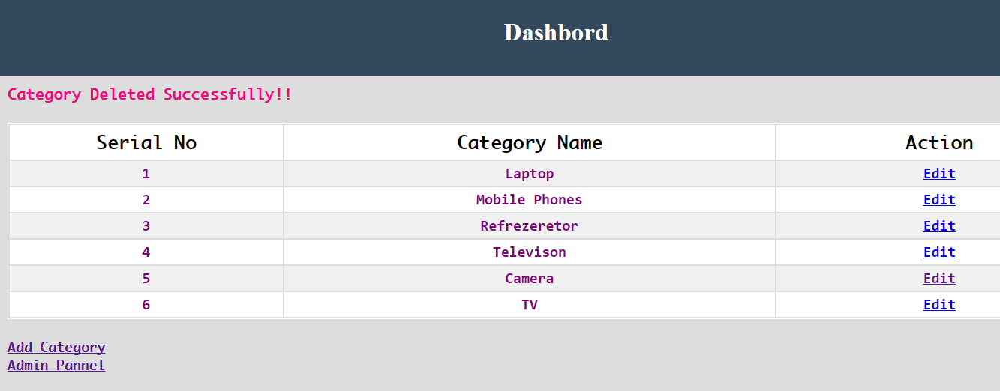 Dashbord
Category Deleted Successfully!!
Serial No Category Name Action
1 Laptop Edit
2 Mobile Phones Edit
3 Refrezeretor Edit
4 Televison Edit
5 Camera Edit
6 TV Edit
Add Category
Admin Pannel